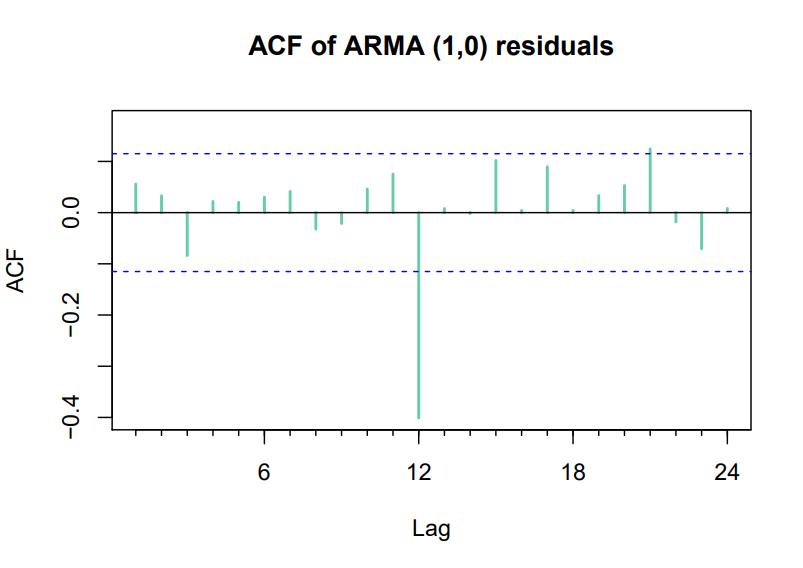 ACF of ARMA (1,0) residuals
ACF
0.0
−0.2
−0.4
6 12 18 24
Lag